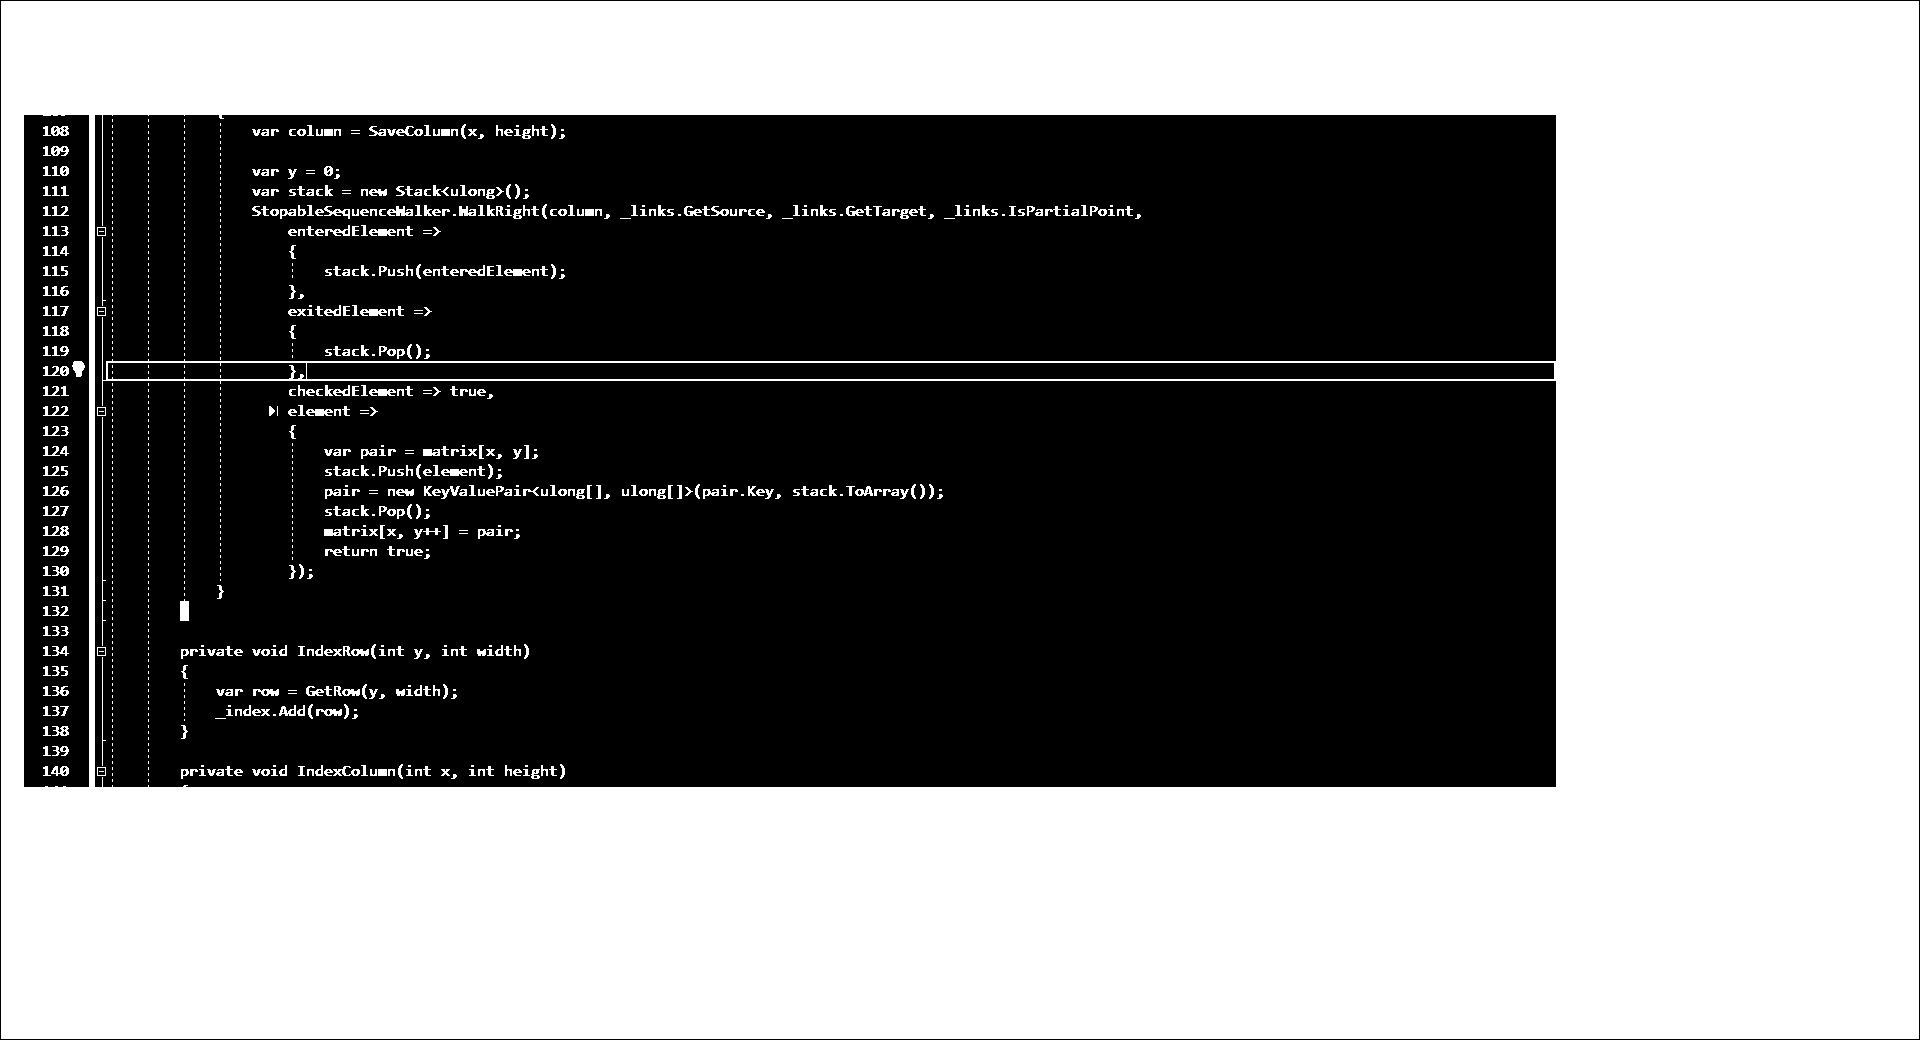 108 var column = SaveColumn(x, height);
109
110 var y = 0;
111 var stack = new Stack<ulong>();
112 StopableSequenceWalker.WalkRight(column, _links.GetSource, _links.GetTarget, _links.IsPartialPoint,
113 enteredElement =>
114 {
115 stack.Push(enteredElement);
116 },
117 exitedElement =>
118 {
119 stack.Pop();
120 },
121 checkedElement => true,
122 element =>
123 {
124 var pair = matrix[x, y];
125 stack.Push(element);
126 pair = new KeyValuePair<ulong[], ulong[]>(pair.Key, stack.ToArray());
127 stack.Pop();
128 matrix[x, y++] = pair;
129 return true;
130 });
131 }
132
133
134 private void IndexRow(int y, int width)
135 {
136 var row = GetRow(y, width);
137 _index.Add(row);
138 }
139
140 private void IndexColumn(int x, int height)